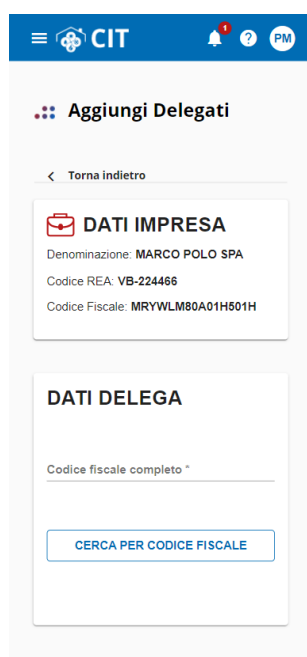 CIT
1
?
PM
Aggiungi Delegati
Torna indietro
DATI IMPRESA
Denominazione: MARCO POLO SPA
Codice REA: VB-224466
Codice Fiscale: MRYWLM80A01H501H
DATI DELEGA
Codice fiscale completo *
CERCA PER CODICE FISCALE